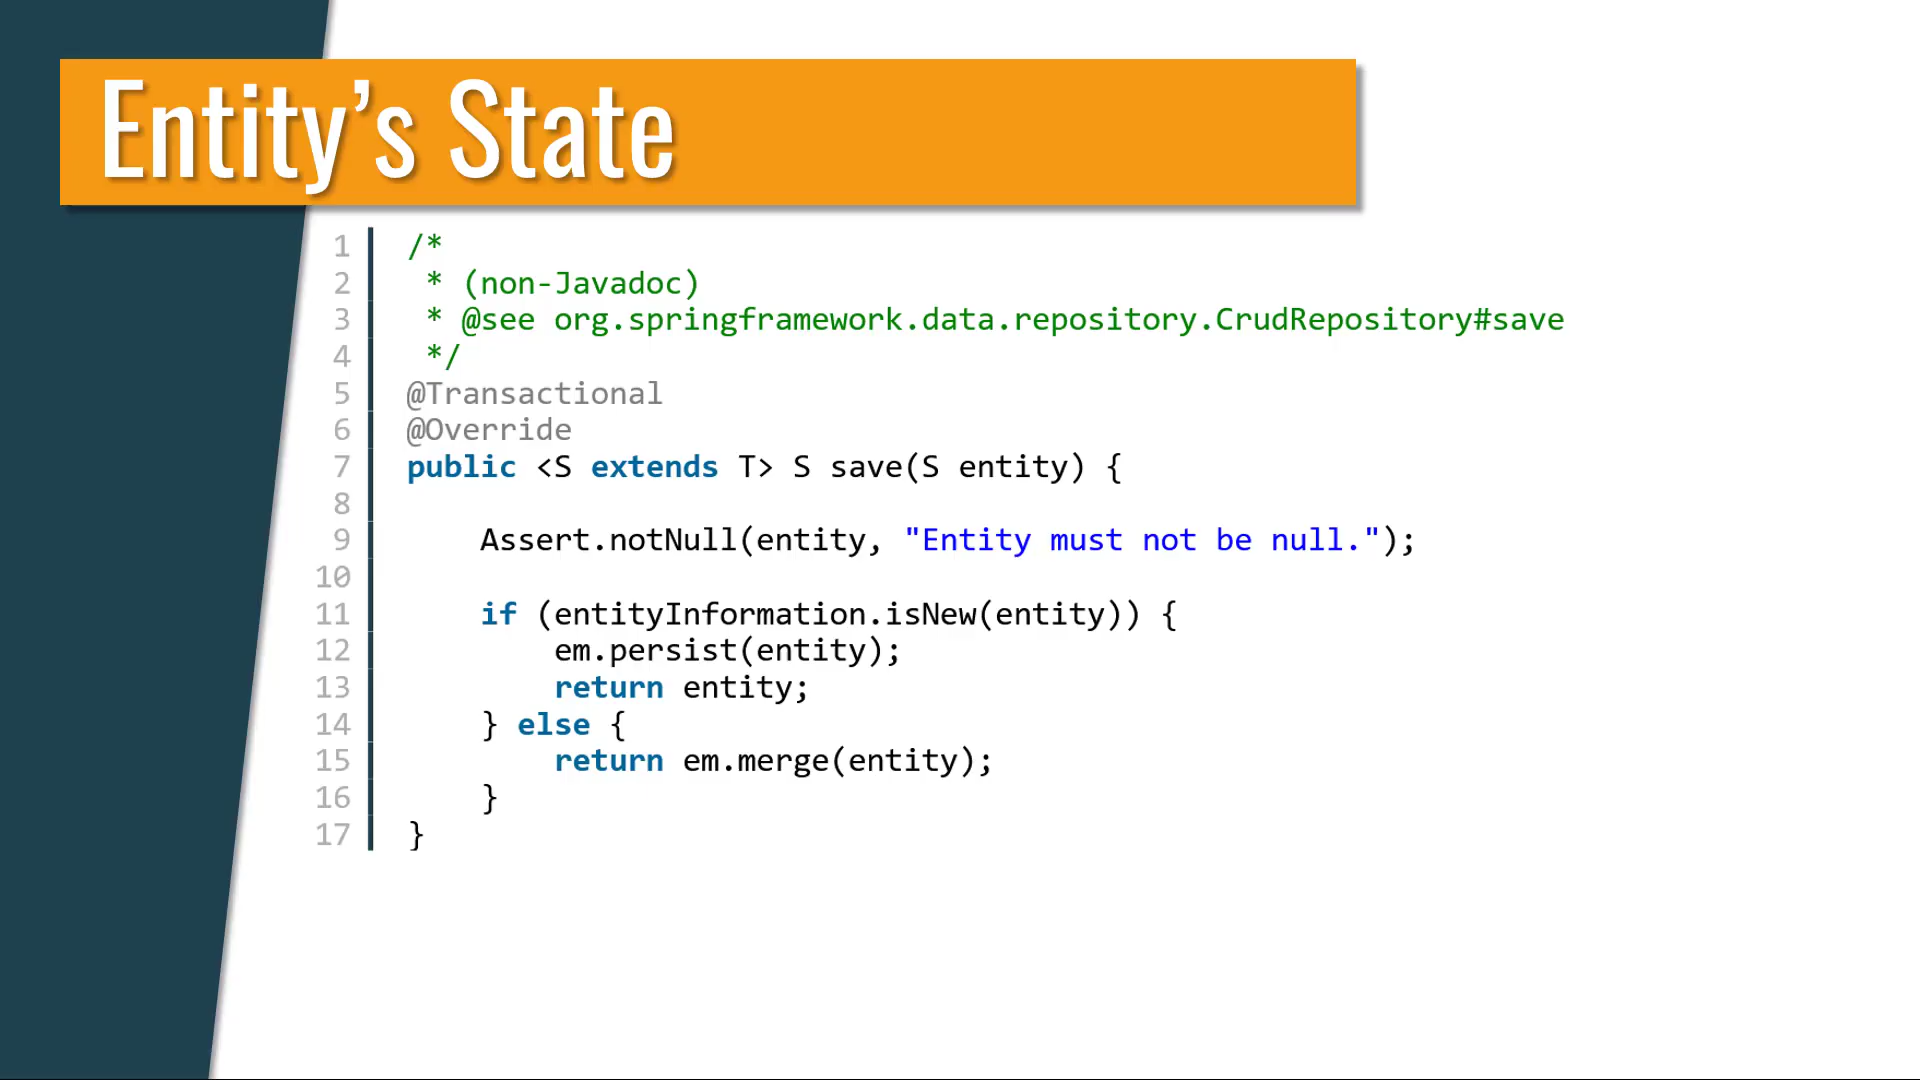 Entity’s State
1 /*
2  * (non-Javadoc)
3  * @see org.springframework.data.repository.CrudRepository#save
4  */
5 @Transactional
6 @Override
7 public <S extends T> S save(S entity) {
8
9     Assert.notNull(entity, "Entity must not be null.");
10
11     if (entityInformation.isNew(entity)) {
12         em.persist(entity);
13         return entity;
14     } else {
15         return em.merge(entity);
16     }
17 }